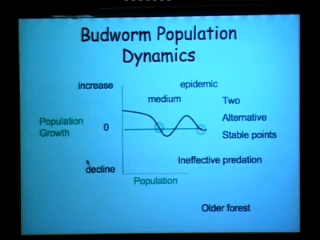 Budworm Population
Dynamics
increase
epidemic
medium
Two
Alternative
Stable points
Population
Growth
0
Ineffective predation
decline
Population
Older forest